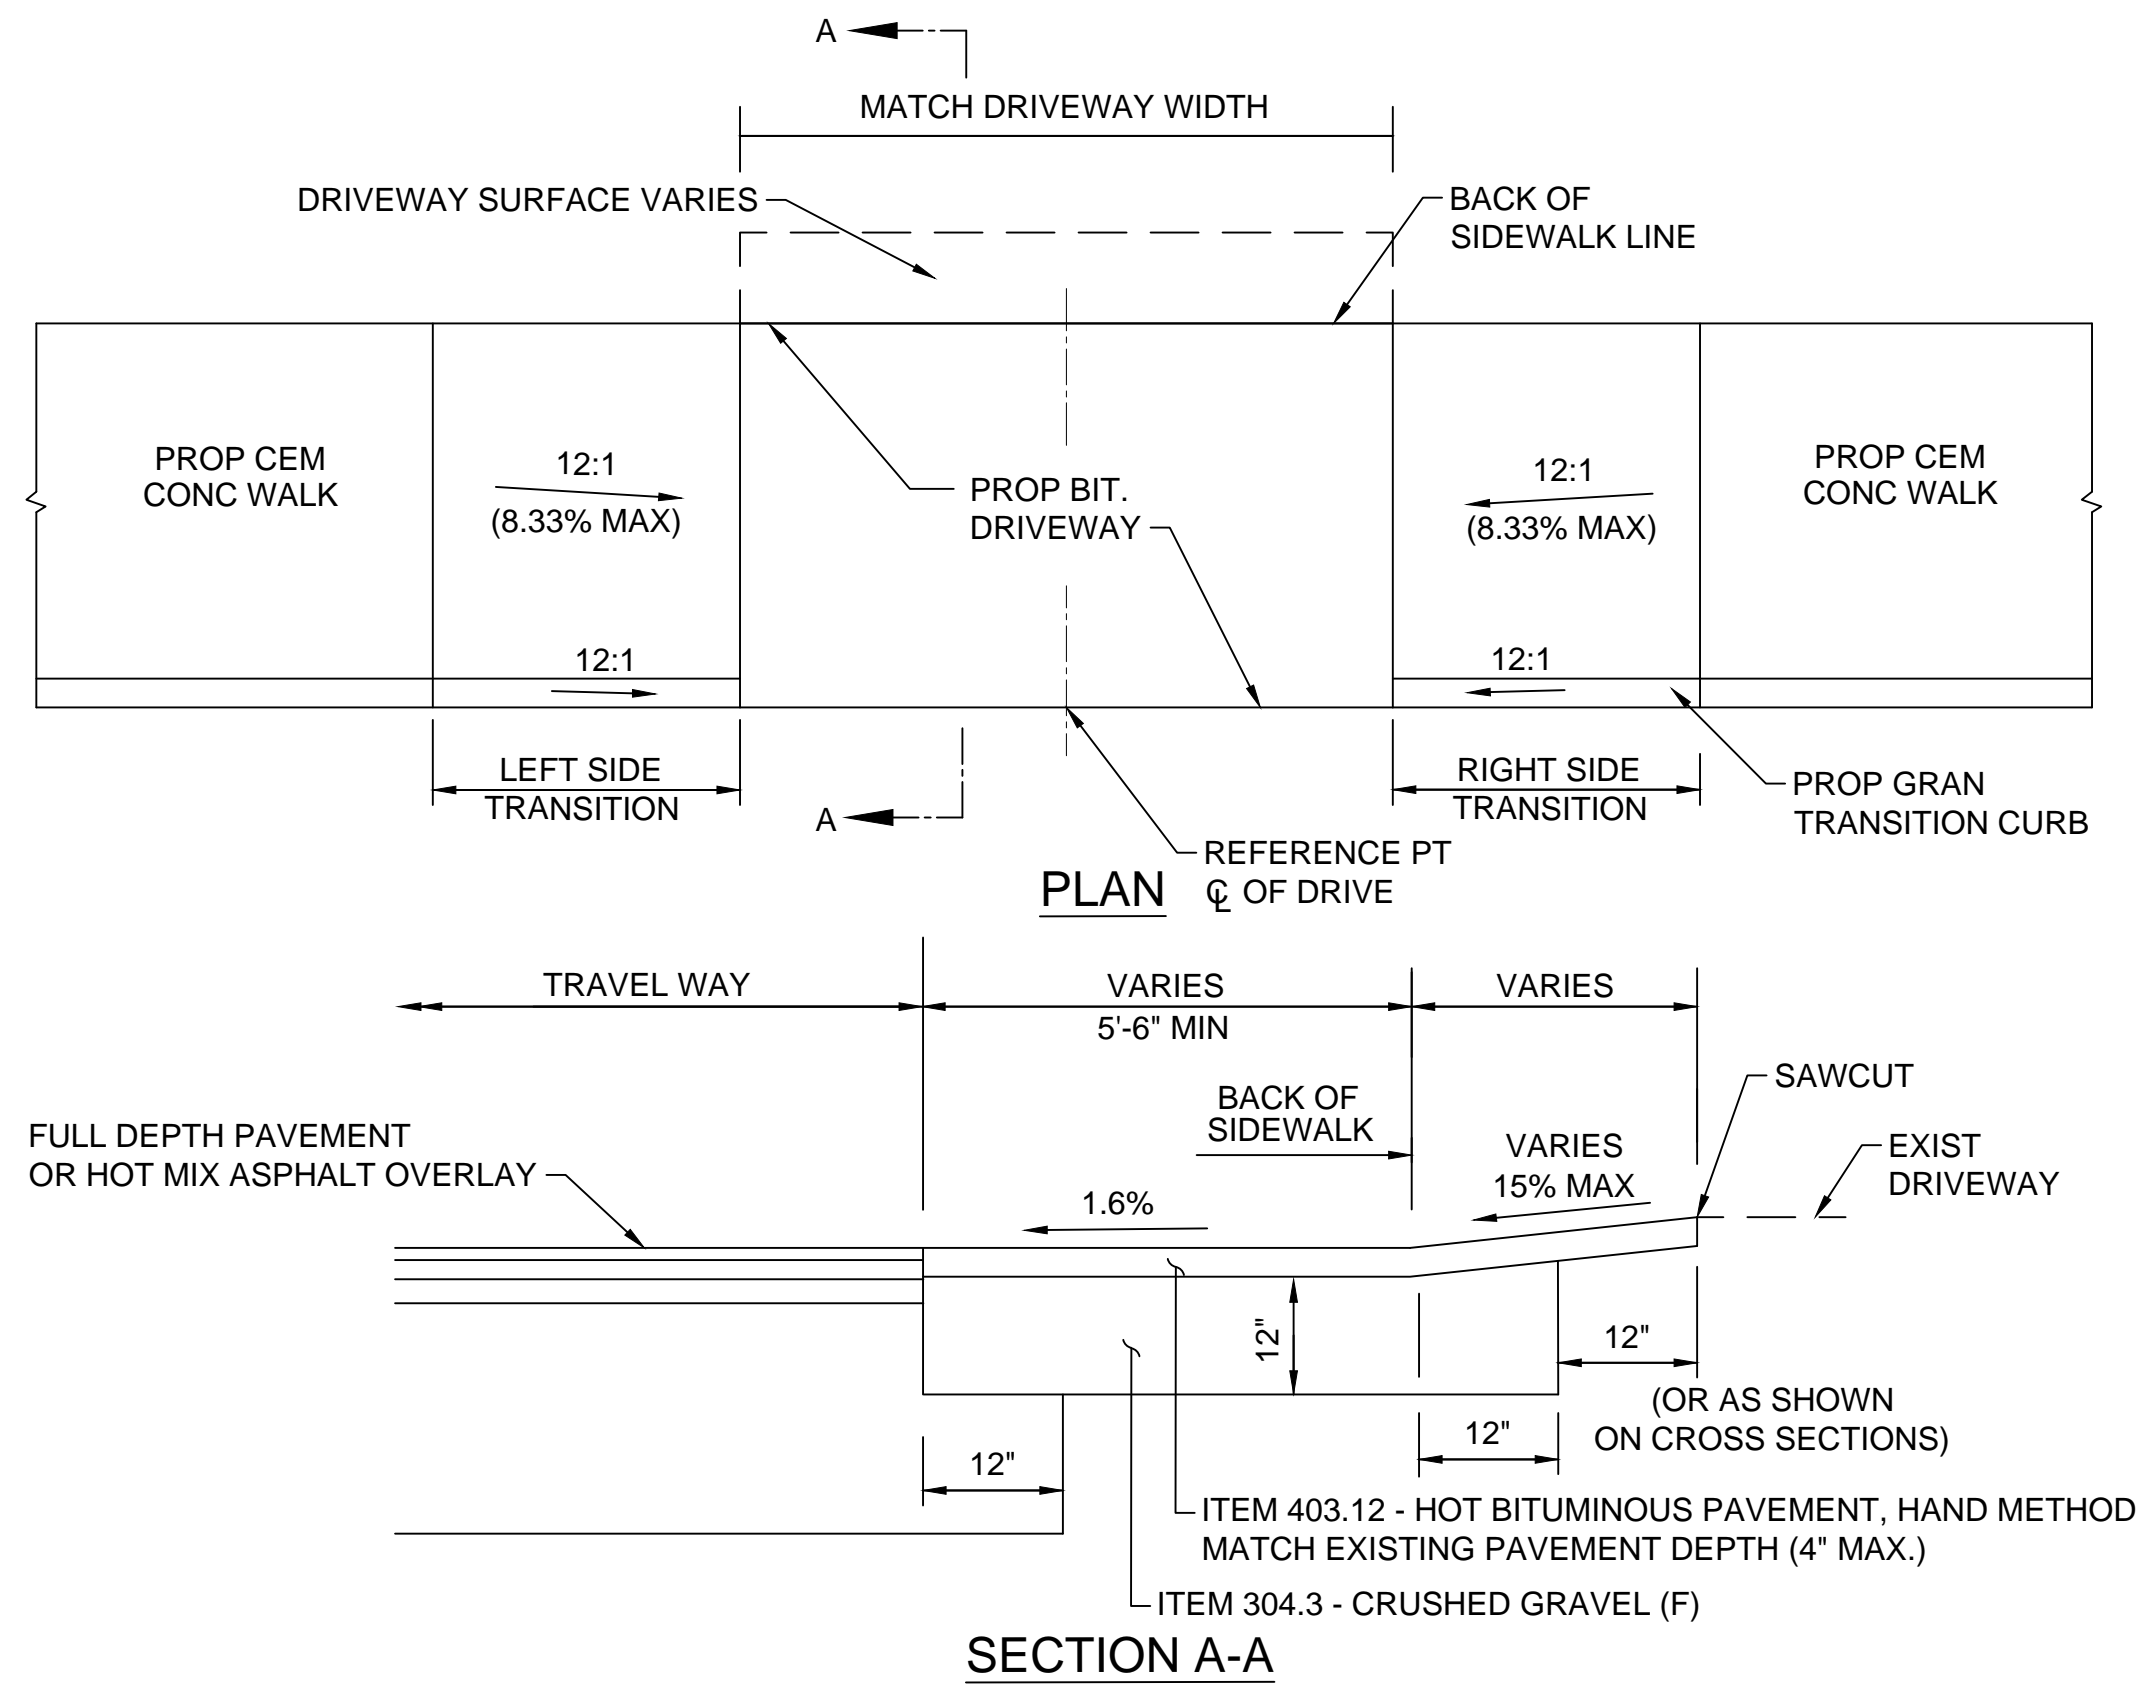 A
MATCH DRIVEWAY WIDTH
DRIVEWAY SURFACE VARIES
BACK OF
SIDEWALK LINE
PROP CEM
CONC WALK
12:1
(8.33% MAX)
PROP BIT.
DRIVEWAY
12:1
(8.33% MAX)
PROP CEM
CONC WALK
12:1
12:1
LEFT SIDE
TRANSITION
A
RIGHT SIDE
TRANSITION
PROP GRAN
TRANSITION CURB
REFERENCE PT
℄ OF DRIVE
PLAN
TRAVEL WAY
VARIES
5'-6" MIN
VARIES
BACK OF
SIDEWALK
SAWCUT
FULL DEPTH PAVEMENT
OR HOT MIX ASPHALT OVERLAY
VARIES
15% MAX
EXIST
DRIVEWAY
1.6%
12"
12"
(OR AS SHOWN
ON CROSS SECTIONS)
12"
12"
ITEM 403.12 - HOT BITUMINOUS PAVEMENT, HAND METHOD
MATCH EXISTING PAVEMENT DEPTH (4" MAX.)
ITEM 304.3 - CRUSHED GRAVEL (F)
SECTION A-A